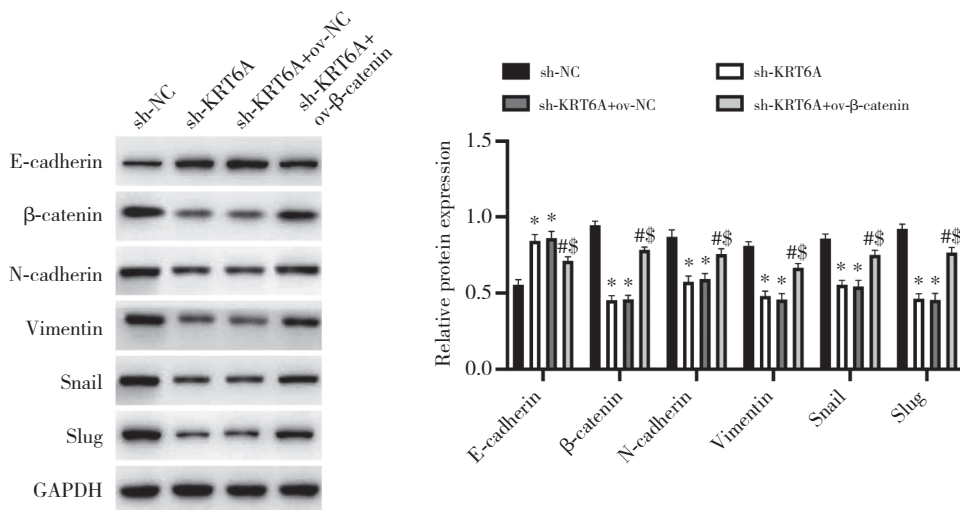 sh-NC
sh-KRT6A
sh-KRT6A+ov-NC
sh-KRT6A+
ov-β-catenin
E-cadherin
β-catenin
N-cadherin
Vimentin
Snail
Slug
GAPDH
sh-NC
sh-KRT6A
sh-KRT6A+ov-NC
sh-KRT6A+ov-β-catenin
Relative protein expression
1.5
1.0
0.5
0.0
* * #$
* * #$
* * #$
* * #$
* * #$
* * #$
E-cadherin
β-catenin
N-cadherin
Vimentin
Snail
Slug